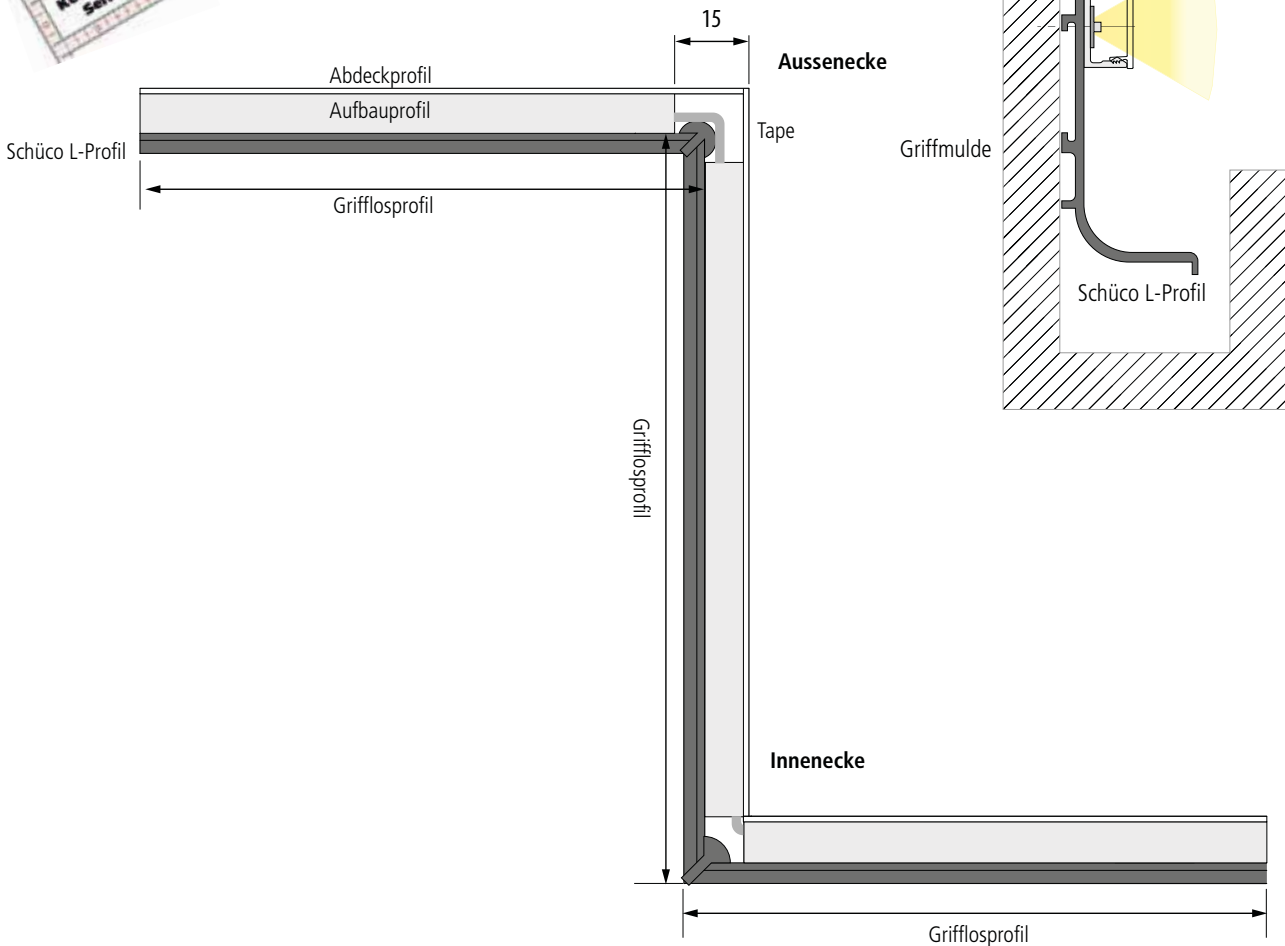 15
Aussenecke
Abdeckprofil
Aufbauprofil
Tape
Schüco L-Profil
Griffmulde
Grifflosprofil
Schüco L-Profil
Grifflosprofil
Innenecke
Grifflosprofil